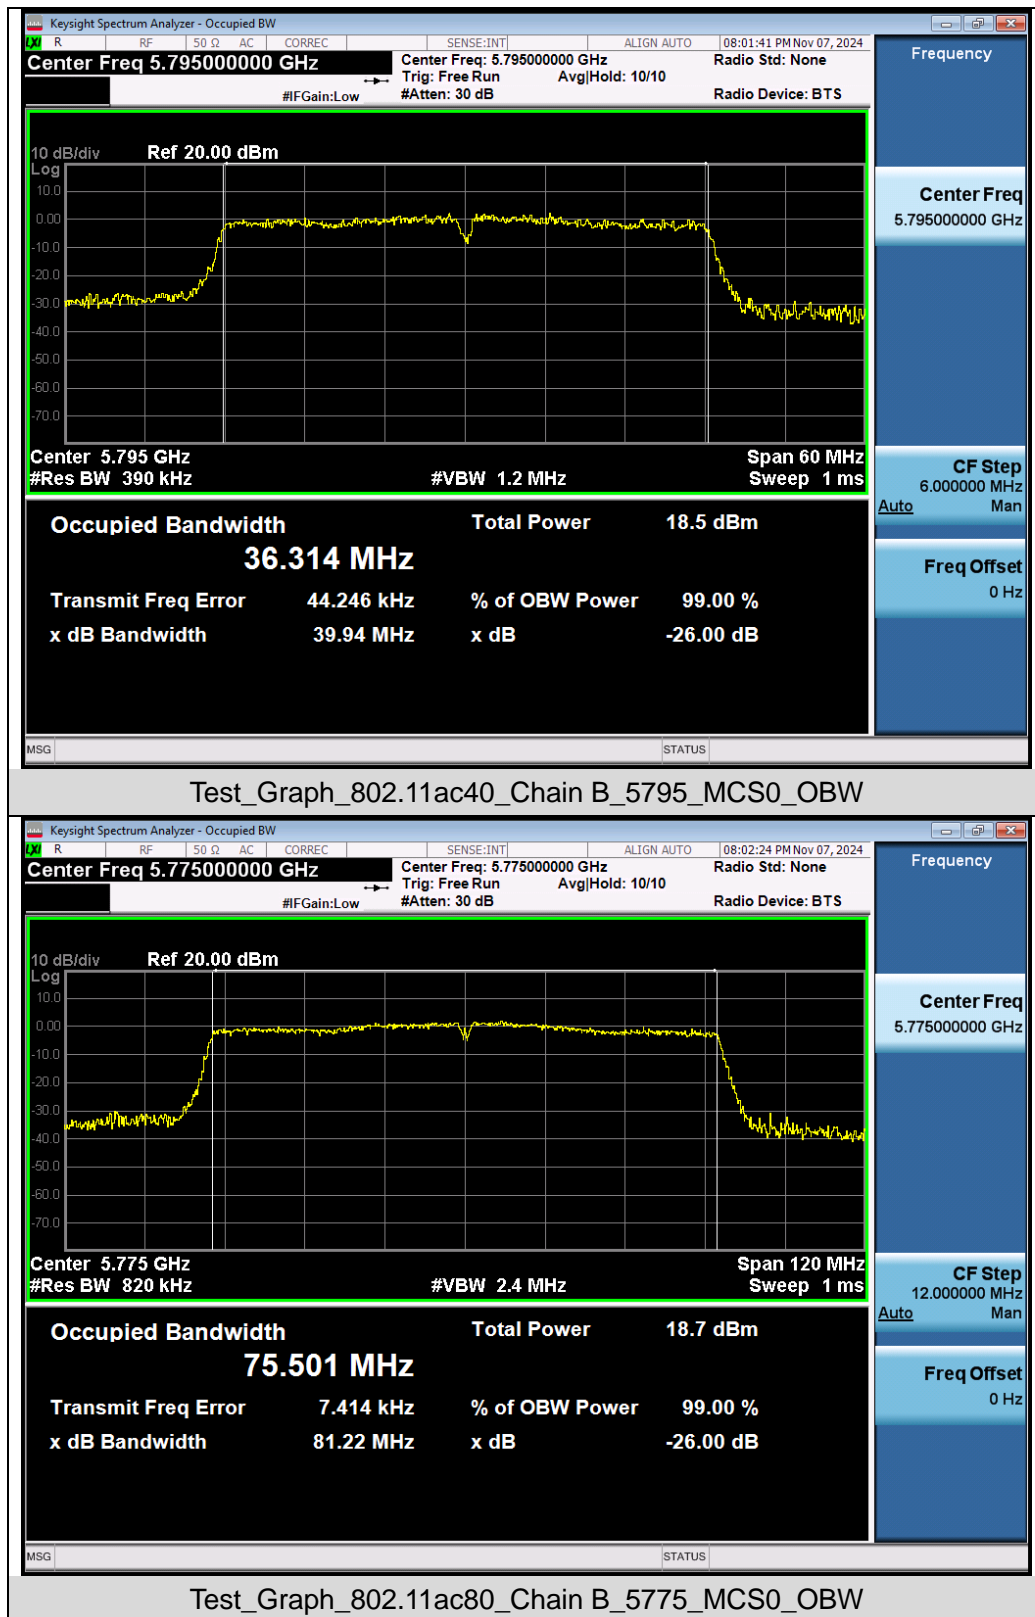 Keysight Spectrum Analyzer - Occupied BW
LXI R RF 50 Ω AC CORREC SENSE:INT ALIGN AUTO 08:01:41 PM Nov 07, 2024
Center Freq 5.795000000 GHz
Center Freq: 5.795000000 GHz
Radio Std: None
Trig: Free Run Avg|Hold: 10/10
#IFGain:Low
#Atten: 30 dB
Radio Device: BTS
Frequency
10 dB/div Ref 20.00 dBm
Log
10.0
0.00
-10.0
-20.0
-30.0
-40.0
-50.0
-60.0
-70.0
Center Freq
5.795000000 GHz
Center 5.795 GHz Span 60 MHz
#Res BW 390 kHz #VBW 1.2 MHz Sweep 1 ms
CF Step
6.000000 MHz
Auto Man
Occupied Bandwidth Total Power 18.5 dBm
36.314 MHz
Freq Offset
0 Hz
Transmit Freq Error 44.246 kHz % of OBW Power 99.00 %
x dB Bandwidth 39.94 MHz x dB -26.00 dB
MSG STATUS
Test_Graph_802.11ac40_Chain B_5795_MCS0_OBW
Keysight Spectrum Analyzer - Occupied BW
LXI R RF 50 Ω AC CORREC SENSE:INT ALIGN AUTO 08:02:24 PM Nov 07, 2024
Center Freq 5.775000000 GHz
Center Freq: 5.775000000 GHz
Radio Std: None
Trig: Free Run Avg|Hold: 10/10
#IFGain:Low
#Atten: 30 dB
Radio Device: BTS
Frequency
10 dB/div Ref 20.00 dBm
Log
10.0
0.00
-10.0
-20.0
-30.0
-40.0
-50.0
-60.0
-70.0
Center Freq
5.775000000 GHz
Center 5.775 GHz Span 120 MHz
#Res BW 820 kHz #VBW 2.4 MHz Sweep 1 ms
CF Step
12.000000 MHz
Auto Man
Occupied Bandwidth Total Power 18.7 dBm
75.501 MHz
Freq Offset
0 Hz
Transmit Freq Error 7.414 kHz % of OBW Power 99.00 %
x dB Bandwidth 81.22 MHz x dB -26.00 dB
MSG STATUS
Test_Graph_802.11ac80_Chain B_5775_MCS0_OBW